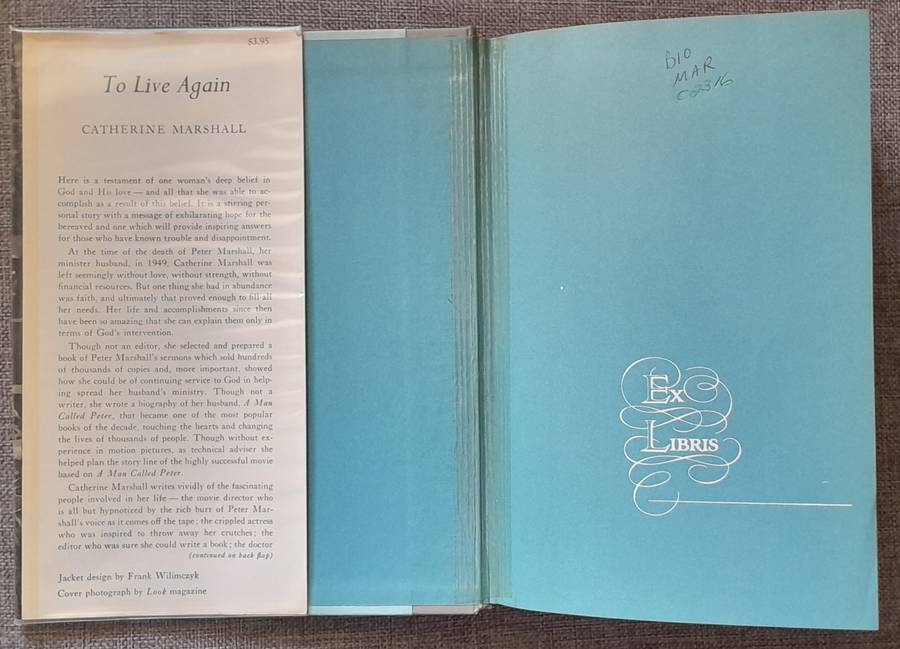 $3.95
To Live Again
CATHERINE MARSHALL
Here is a testament of one woman's deep belief in
God and His love — and all that she was able to ac-
complish as a result of this belief. It is a stirring per-
sonal story with a message of exhilarating hope for the
bereaved and one which will provide inspiring answers
for those who have known trouble and disappointment.
At the time of the death of Peter Marshall, her
minister husband, in 1949, Catherine Marshall was
left seemingly without love, without strength, without
financial resources. But one thing she had in abundance
was faith, and ultimately that proved enough to fill all
her needs. Her life and accomplishments since then
have been so amazing that she can explain them only in
terms of God's intervention.
Though not an editor, she selected and prepared a
book of Peter Marshall's sermons which sold hundreds
of thousands of copies and, more important, showed
how she could be of continuing service to God in help-
ing spread her husband's ministry. Though not a
writer, she wrote a biography of her husband, A Man
Called Peter, that became one of the most popular
books of the decade, touching the hearts and changing
the lives of thousands of people. Though without ex-
perience in motion pictures, as technical adviser she
helped plan the story line of the highly successful movie
based on A Man Called Peter.
Catherine Marshall writes vividly of the fascinating
people involved in her life — the movie director who
is all but hypnotized by the rich burr of Peter Mar-
shall's voice as it comes off the tape; the crippled actress
who was inspired to throw away her crutches; the
editor who was sure she could write a book; the doctor
(continued on back flap)
Jacket design by Frank Wilimczyk
Cover photograph by Look magazine
BIO
MAR
C2316
EX
LIBRIS